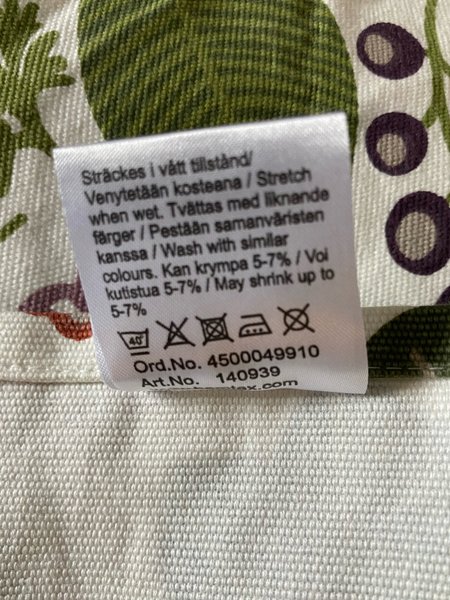 Sträckes i vått tillstånd/
Venytetään kosteana / Stretch
when wet. Tvättas med liknande
färger / Pestään samanväristen
kanssa / Wash with similar
colours. Kan krympa 5-7% / Voi
kutistua 5-7% / May shrink up to
5-7%
40
Ord.No. 4500049910
Art.No. 140939